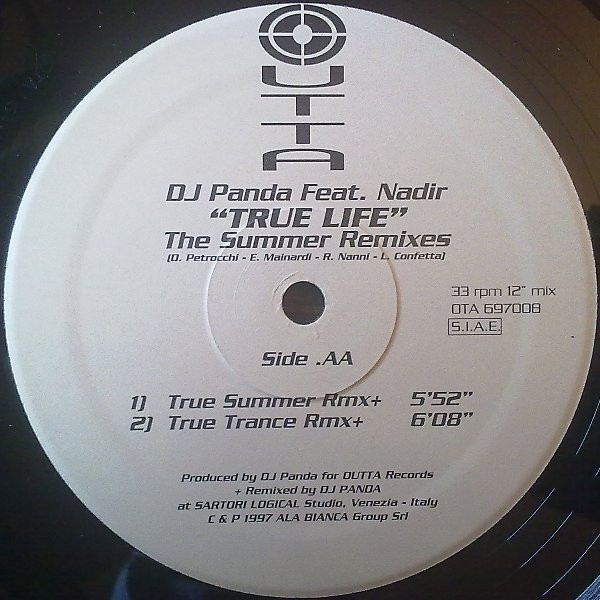 OUTTA
DJ Panda Feat. Nadir
“TRUE LIFE”
The Summer Remixes
(D. Petrocchi - E. Mainardi - R. Nanni - L. Confetta)
33 rpm 12" mix
OTA 697008
S.I.A.E.
Side .AA
1) True Summer Rmx+ 5'52"
2) True Trance Rmx+ 6'08"
Produced by DJ Panda for OUTTA Records
+ Remixed by DJ PANDA
at SARTORI LOGICAL Studio, Venezia - Italy
C & P 1997 ALA BIANCA Group Srl